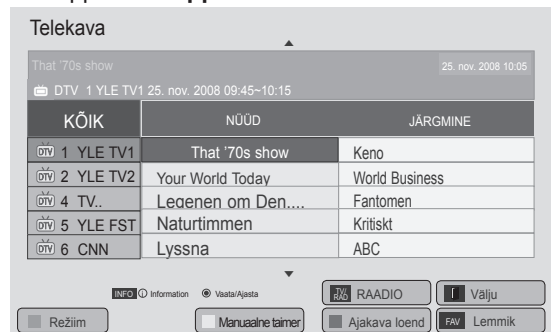 Telekava
That '70s show 25. nov. 2008 10:05
DTV 1 YLE TV1 25. nov. 2008 09:45~10:15
KÕIK NÜÜD JÄRGMINE
DTV 1 YLE TV1 That '70s show Keno
DTV 2 YLE TV2 Your World Today World Business
DTV 4 TV.. Legenen om Den.... Fantomen
DTV 5 YLE FST Naturtimmen Kritiskt
DTV 6 CNN Lyssna ABC
INFO i Information Vaata/Ajasta TV/RAD RAADIO Välju
Režiim Manuaalne taimer Ajakava loend FAV Lemmik